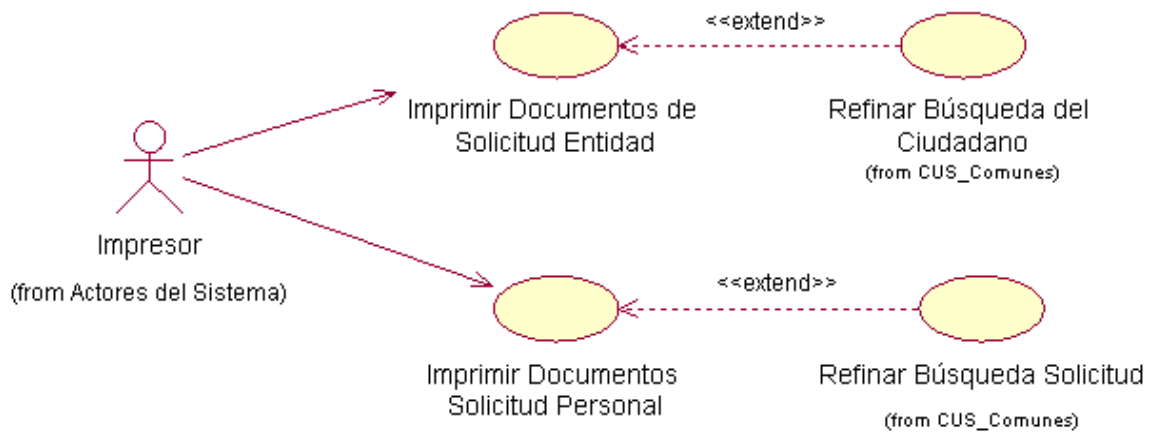 <<extend>>
Imprimir Documentos de
Solicitud Entidad
Refinar Búsqueda del
Ciudadano
(from CUS_Comunes)
Impresor
(from Actores del Sistema)
<<extend>>
Imprimir Documentos
Solicitud Personal
Refinar Búsqueda Solicitud
(from CUS_Comunes)